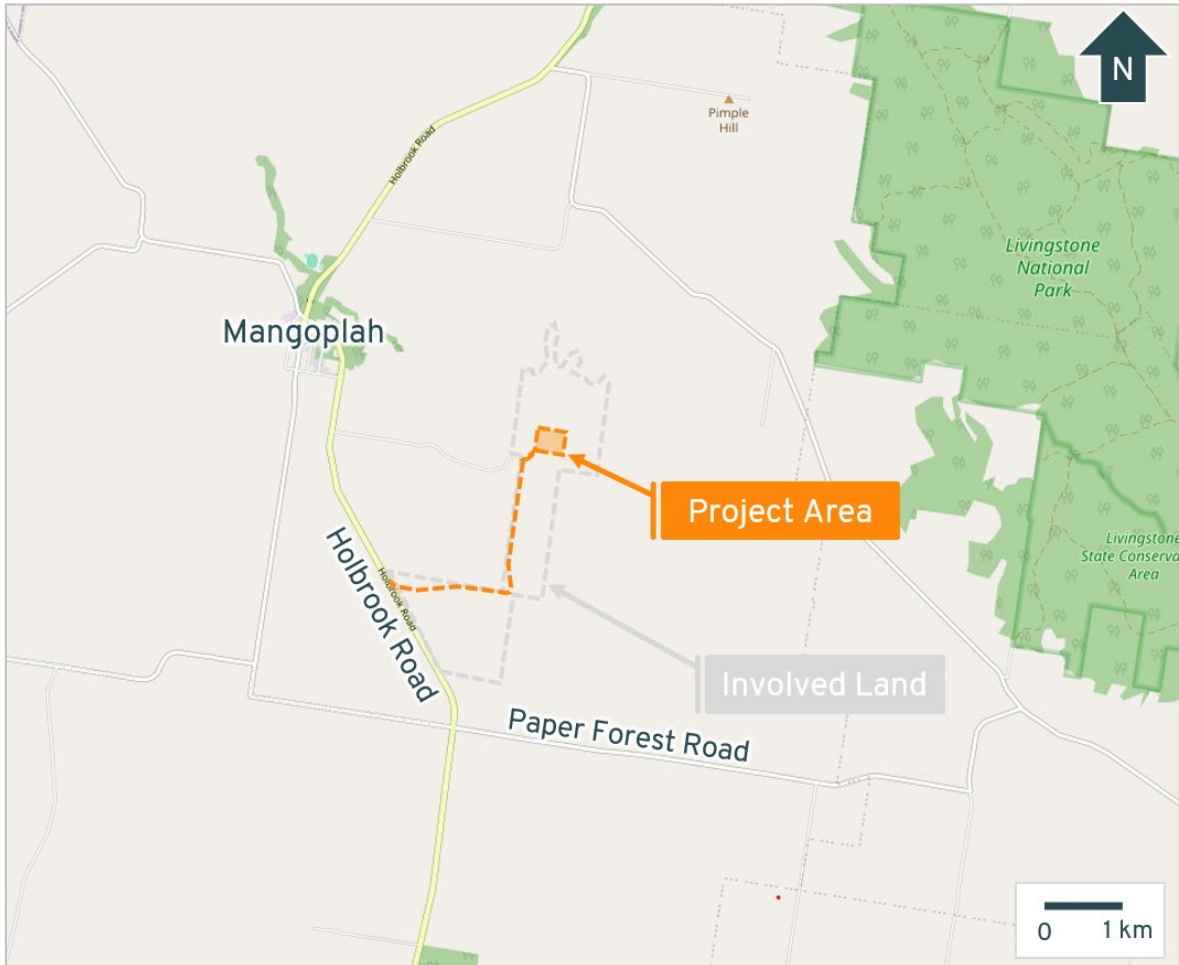 N
Pimple
Hill
Holbrook Road
Livingstone
National
Park
Mangoplah
Project Area
Livingstone
State Conserva
Area
Holbrook Road
Holbrook Road
Involved Land
Paper Forest Road
0 1 km